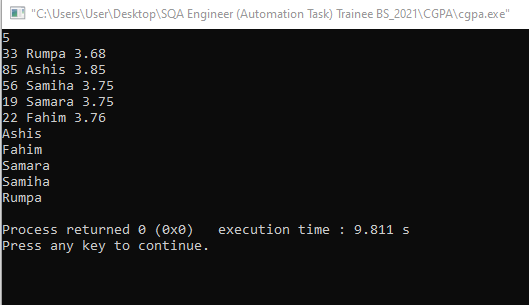 "C:\Users\User\Desktop\SQA Engineer (Automation Task) Trainee BS_2021\CGPA\cgpa.exe"
5
33 Rumpa 3.68
85 Ashis 3.85
56 Samiha 3.75
19 Samara 3.75
22 Fahim 3.76
Ashis
Fahim
Samara
Samiha
Rumpa
Process returned 0 (0x0)   execution time : 9.811 s
Press any key to continue.